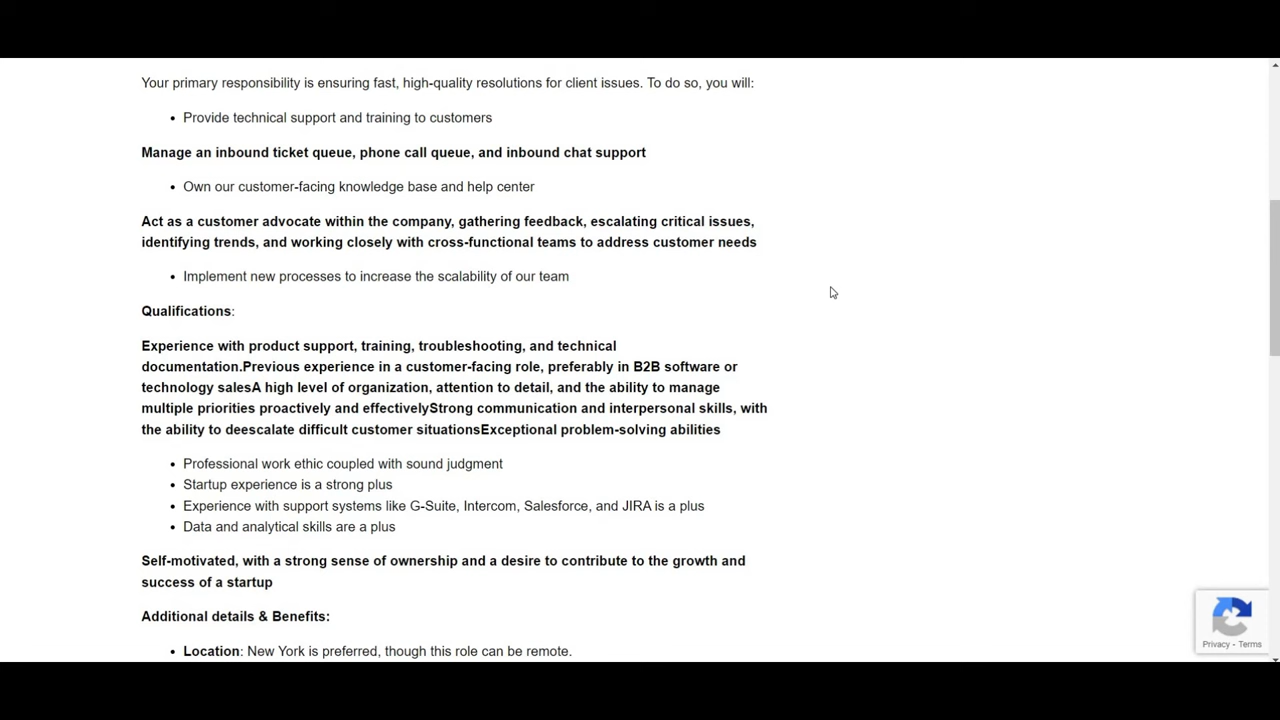 Your primary responsibility is ensuring fast, high-quality resolutions for client issues. To do so, you will:
• Provide technical support and training to customers
Manage an inbound ticket queue, phone call queue, and inbound chat support
• Own our customer-facing knowledge base and help center
Act as a customer advocate within the company, gathering feedback, escalating critical issues,
identifying trends, and working closely with cross-functional teams to address customer needs
• Implement new processes to increase the scalability of our team
Qualifications:
Experience with product support, training, troubleshooting, and technical
documentation.Previous experience in a customer-facing role, preferably in B2B software or
technology salesA high level of organization, attention to detail, and the ability to manage
multiple priorities proactively and effectivelyStrong communication and interpersonal skills, with
the ability to deescalate difficult customer situationsExceptional problem-solving abilities
• Professional work ethic coupled with sound judgment
• Startup experience is a strong plus
• Experience with support systems like G-Suite, Intercom, Salesforce, and JIRA is a plus
• Data and analytical skills are a plus
Self-motivated, with a strong sense of ownership and a desire to contribute to the growth and
success of a startup
Additional details & Benefits:
• Location: New York is preferred, though this role can be remote.
Privacy - Terms